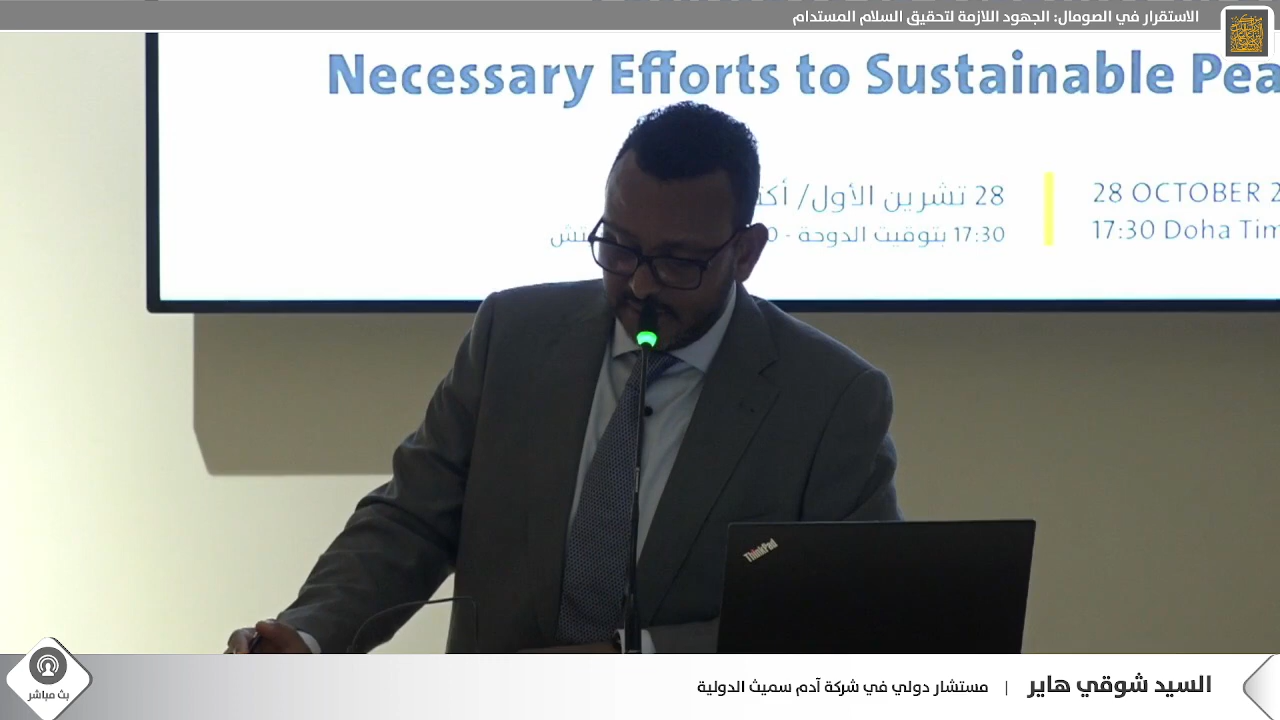 الاستقرار في الصومال: الجهود اللازمة لتحقيق السلام المستدام
Necessary Efforts to Sustainable Pea
28 تشرين الأول/ أكت
17:30 بتوقيت الدوحة -
28 OCTOBER 2
17:30 Doha Tim
ThinkPad
السيد شوقي هاير | مستشار دولي في شركة آدم سميث الدولية
بث مباشر